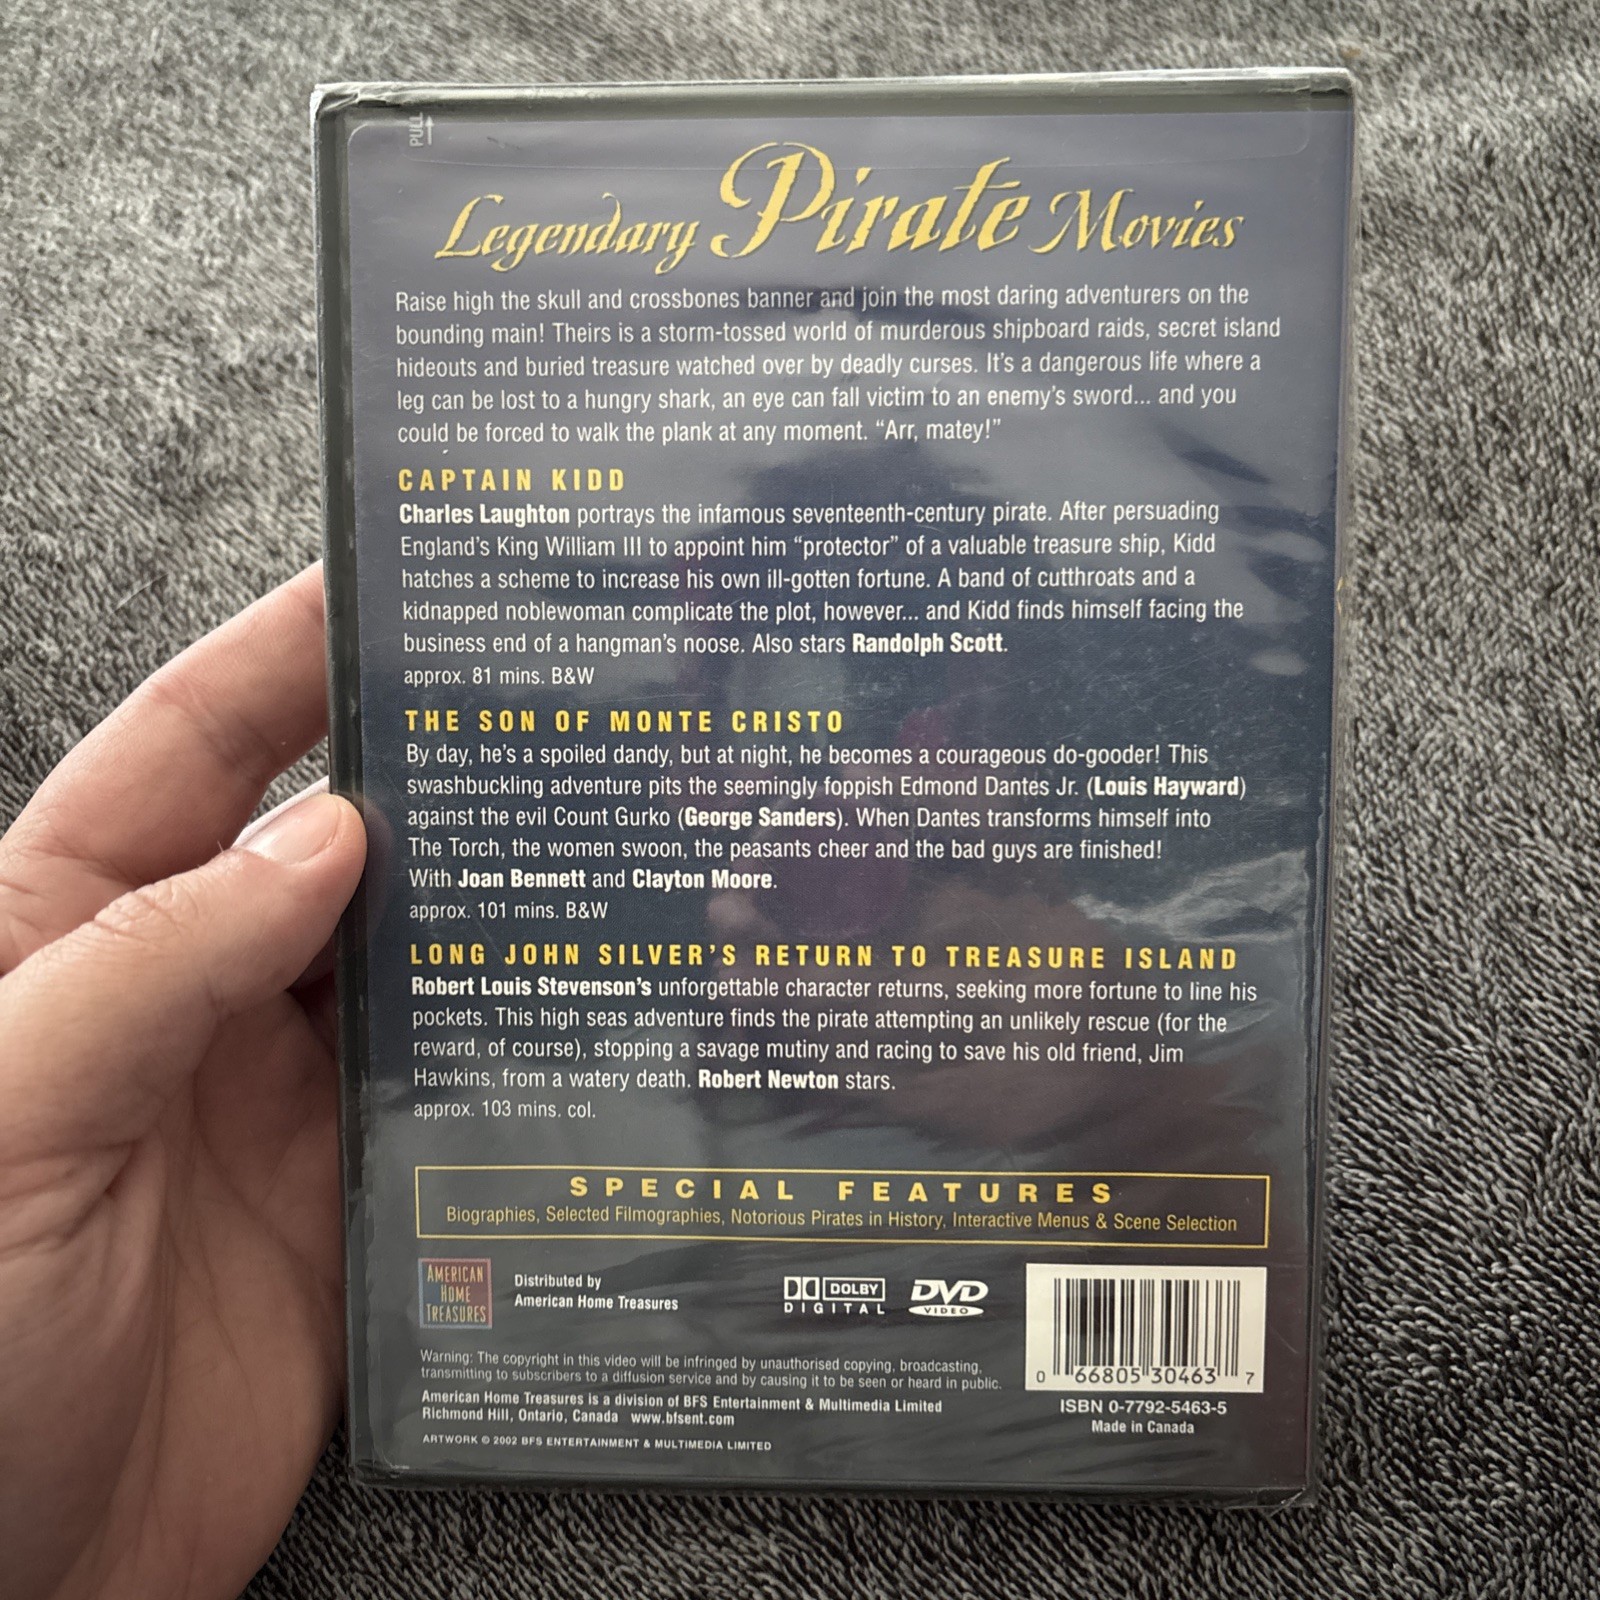 PULL
Legendary Pirate Movies
Raise high the skull and crossbones banner and join the most daring adventurers on the
bounding main! Theirs is a storm-tossed world of murderous shipboard raids, secret island
hideouts and buried treasure watched over by deadly curses. It's a dangerous life where a
leg can be lost to a hungry shark, an eye can fall victim to an enemy's sword... and you
could be forced to walk the plank at any moment. “Arr, matey!”
CAPTAIN KIDD
Charles Laughton portrays the infamous seventeenth-century pirate. After persuading
England's King William III to appoint him “protector” of a valuable treasure ship, Kidd
hatches a scheme to increase his own ill-gotten fortune. A band of cutthroats and a
kidnapped noblewoman complicate the plot, however... and Kidd finds himself facing the
business end of a hangman's noose. Also stars Randolph Scott.
approx. 81 mins. B&W
THE SON OF MONTE CRISTO
By day, he's a spoiled dandy, but at night, he becomes a courageous do-gooder! This
swashbuckling adventure pits the seemingly foppish Edmond Dantes Jr. (Louis Hayward)
against the evil Count Gurko (George Sanders). When Dantes transforms himself into
The Torch, the women swoon, the peasants cheer and the bad guys are finished!
With Joan Bennett and Clayton Moore.
approx. 101 mins. B&W
LONG JOHN SILVER'S RETURN TO TREASURE ISLAND
Robert Louis Stevenson's unforgettable character returns, seeking more fortune to line his
pockets. This high seas adventure finds the pirate attempting an unlikely rescue (for the
reward, of course), stopping a savage mutiny and racing to save his old friend, Jim
Hawkins, from a watery death. Robert Newton stars.
approx. 103 mins. col.
SPECIAL FEATURES
Biographies, Selected Filmographies, Notorious Pirates in History, Interactive Menus & Scene Selection
AMERICAN
HOME
TREASURES
Distributed by
American Home Treasures
DOLBY
DIGITAL
DVD
VIDEO
0 66805 30463 7
ISBN 0-7792-5463-5
Made in Canada
Warning: The copyright in this video will be infringed by unauthorised copying, broadcasting,
transmitting to subscribers to a diffusion service and by causing it to be seen or heard in public.
American Home Treasures is a division of BFS Entertainment & Multimedia Limited
Richmond Hill, Ontario, Canada www.bfsent.com
ARTWORK © 2002 BFS ENTERTAINMENT & MULTIMEDIA LIMITED